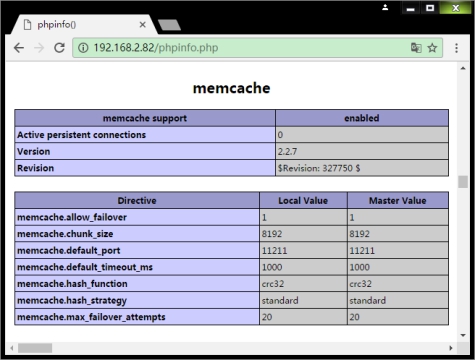 phpinfo()
192.168.2.82/phpinfo.php
memcache
memcache support enabled
Active persistent connections 0
Version 2.2.7
Revision $Revision: 327750 $
Directive Local Value Master Value
memcache.allow_failover 1 1
memcache.chunk_size 8192 8192
memcache.default_port 11211 11211
memcache.default_timeout_ms 1000 1000
memcache.hash_function crc32 crc32
memcache.hash_strategy standard standard
memcache.max_failover_attempts 20 20